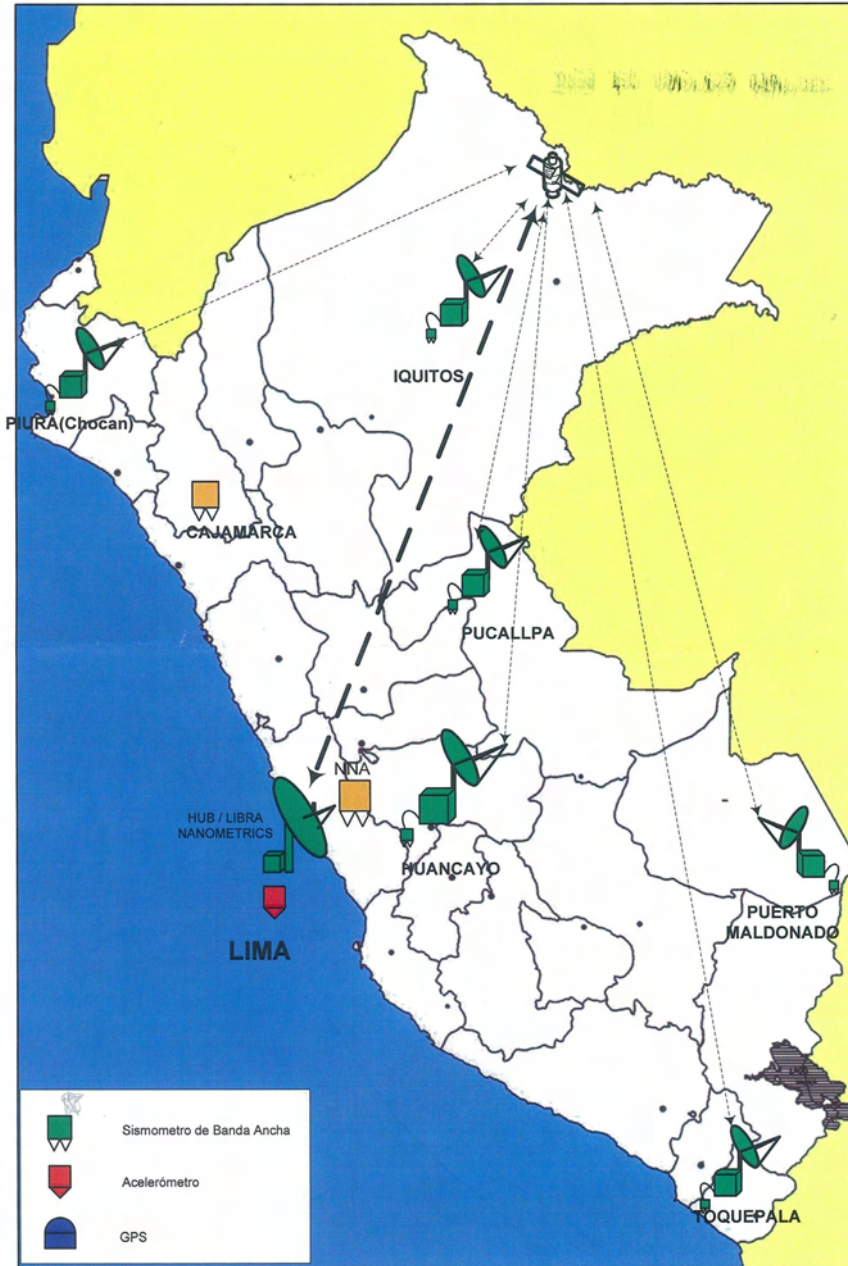 IQUITOS
PIURA(Chocan)
CAJAMARCA
PUCALLPA
NNA
HUB / LIBRA
NANOMETRICS
HUANCAYO
PUERTO
MALDONADO
LIMA
TOQUEPALA
Sismometro de Banda Ancha
Acelerómetro
GPS